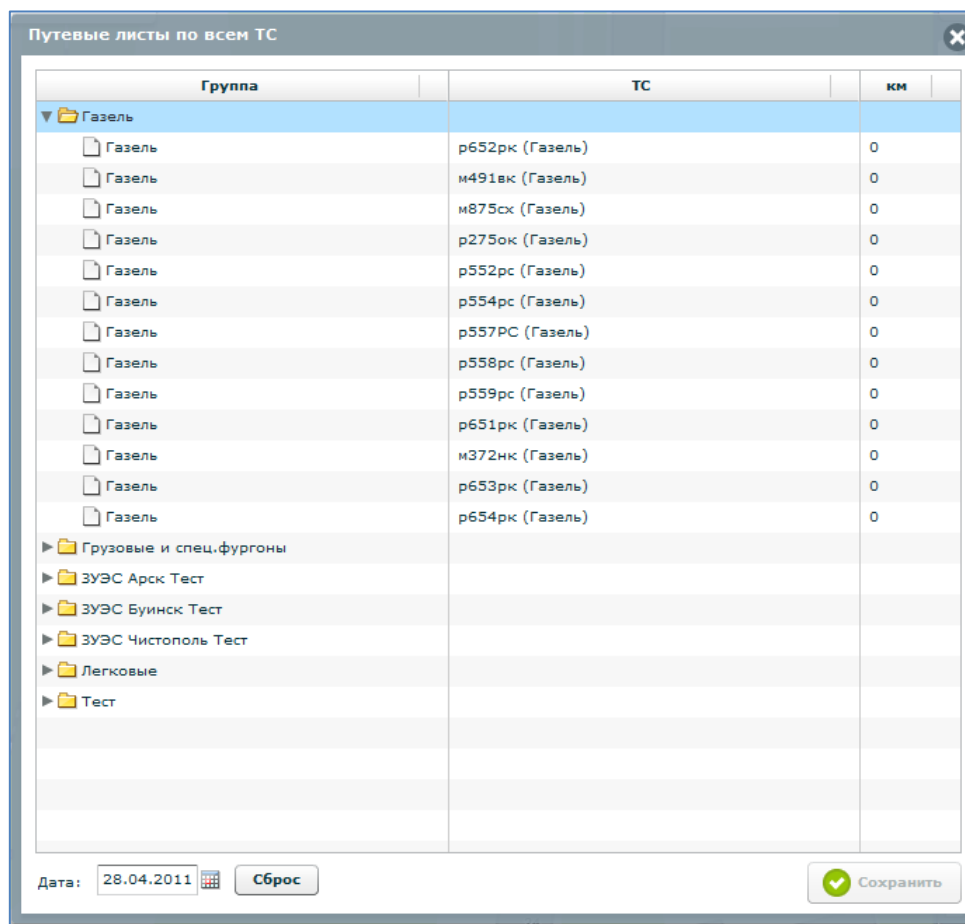 Путевые листы по всем ТС
Группа ТС км
Газель
Газель р652рк (Газель) 0
Газель м491вк (Газель) 0
Газель м875сх (Газель) 0
Газель р275ок (Газель) 0
Газель р552рс (Газель) 0
Газель р554рс (Газель) 0
Газель р557РС (Газель) 0
Газель р558рс (Газель) 0
Газель р559рс (Газель) 0
Газель р651рк (Газель) 0
Газель м372нк (Газель) 0
Газель р653рк (Газель) 0
Газель р654рк (Газель) 0
Грузовые и спец.фургоны
ЗУЭС Арск Тест
ЗУЭС Буинск Тест
ЗУЭС Чистополь Тест
Легковые
Тест
Дата: 28.04.2011 Сброс Сохранить